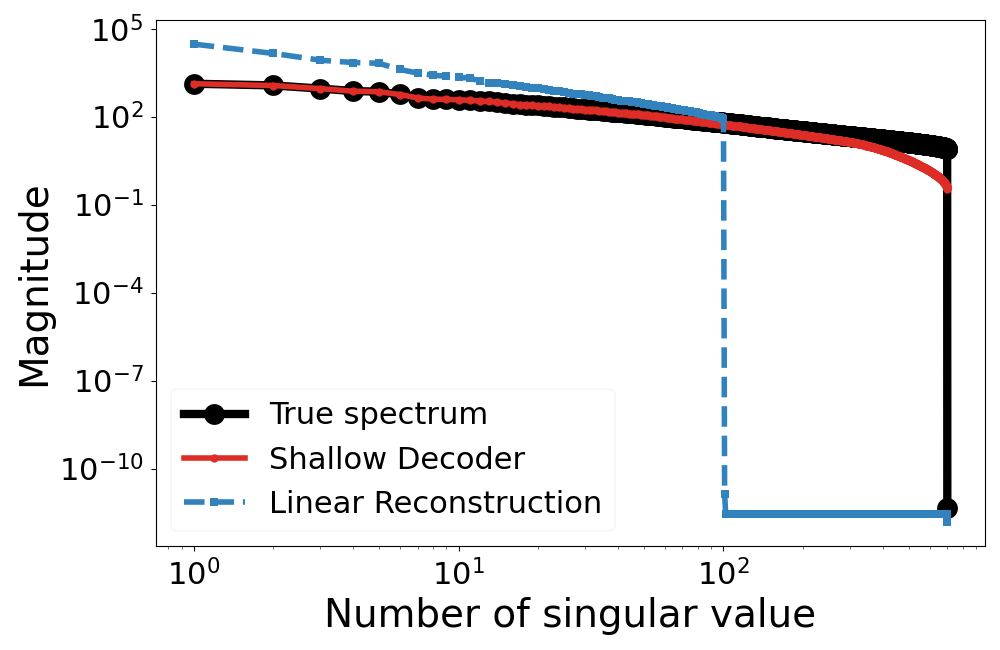 10^5
10^2
10^−1
10^−4
10^−7
10^−10
Magnitude
True spectrum
Shallow Decoder
Linear Reconstruction
10^0 10^1 10^2
Number of singular value